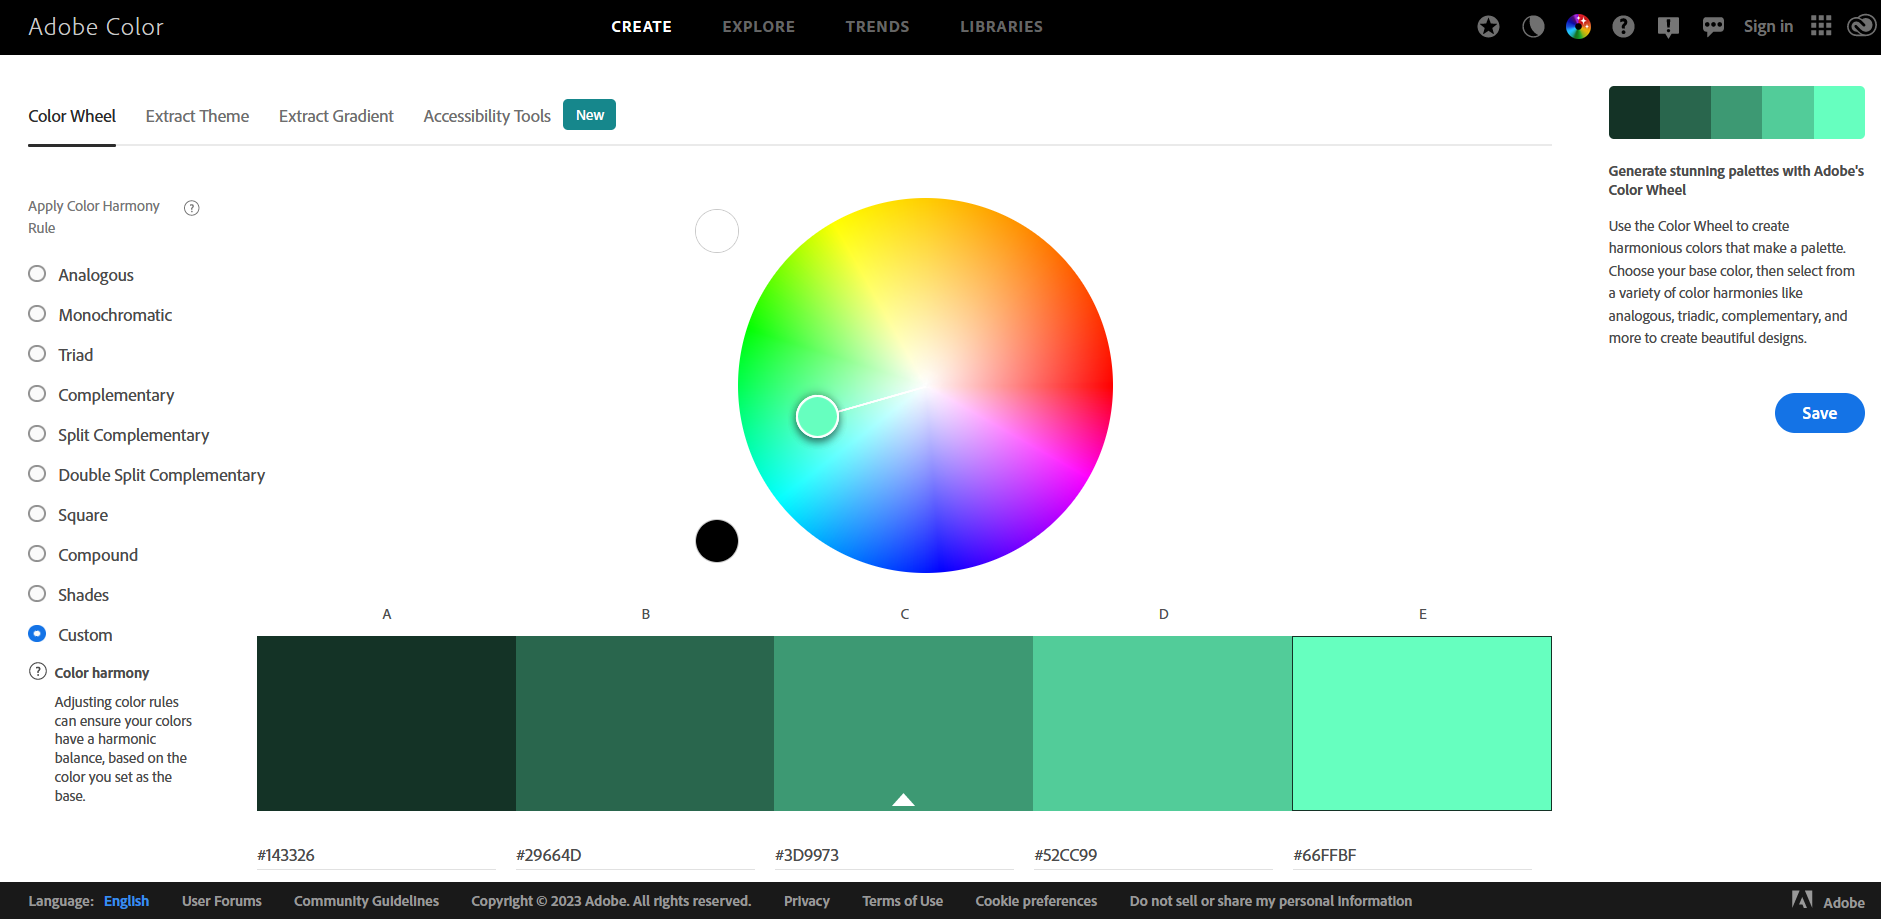 Adobe Color
CREATE
EXPLORE
TRENDS
LIBRARIES
Sign in
Color Wheel
Extract Theme
Extract Gradient
Accessibility Tools
New
Apply Color Harmony
Rule
?
Analogous
Monochromatic
Triad
Complementary
Split Complementary
Double Split Complementary
Square
Compound
Shades
Custom
? Color harmony
Adjusting color rules
can ensure your colors
have a harmonic
balance, based on the
color you set as the
base.
A
B
C
D
E
#143326
#29664D
#3D9973
#52CC99
#66FFBF
Generate stunning palettes with Adobe's
Color Wheel
Use the Color Wheel to create
harmonious colors that make a palette.
Choose your base color, then select from
a variety of color harmonies like
analogous, triadic, complementary, and
more to create beautiful designs.
Save
Language: English
User Forums
Community Guidelines
Copyright © 2023 Adobe. All rights reserved.
Privacy
Terms of Use
Cookie preferences
Do not sell or share my personal information
Adobe